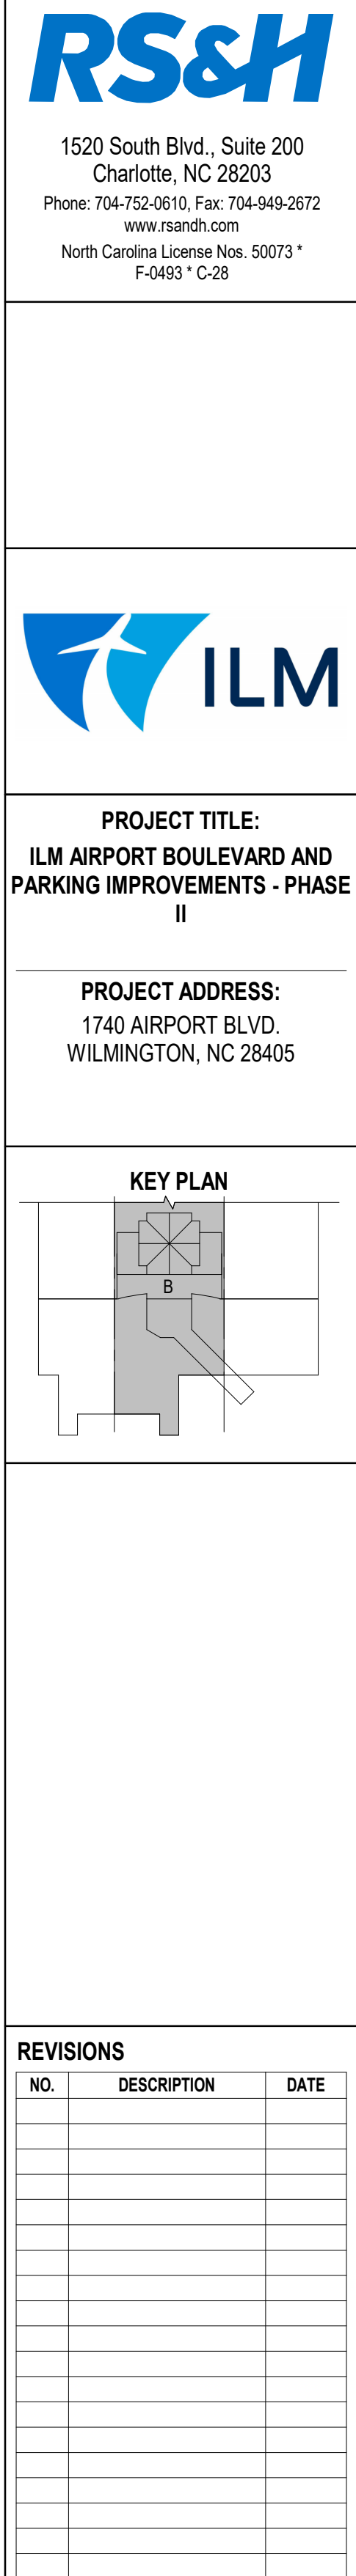 RS&H
1520 South Blvd., Suite 200
Charlotte, NC 28203
Phone: 704-752-0610, Fax: 704-949-2672
www.rsandh.com
North Carolina License Nos. 50073 *
F-0493 * C-28
ILM
PROJECT TITLE:
ILM AIRPORT BOULEVARD AND
PARKING IMPROVEMENTS - PHASE
II
PROJECT ADDRESS:
1740 AIRPORT BLVD.
WILMINGTON, NC 28405
KEY PLAN
B
REVISIONS
NO. DESCRIPTION DATE